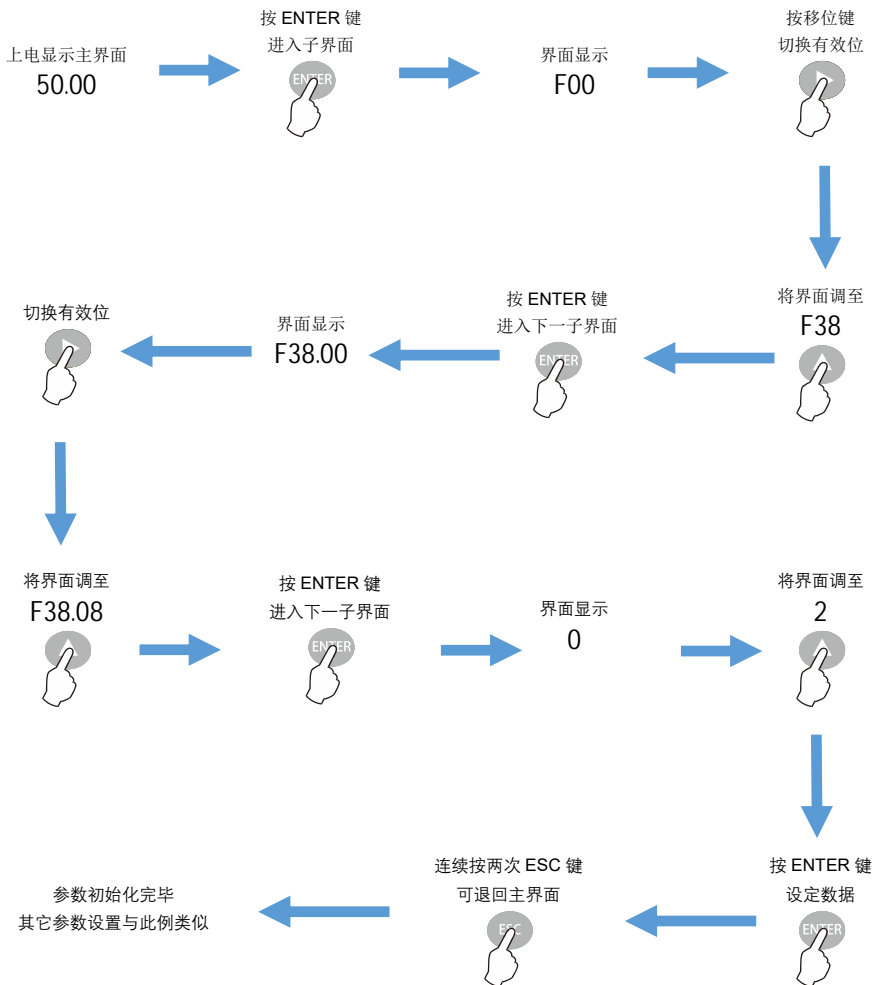 上电显示主界面
50.00
按 ENTER 键
进入子界面
ENTER
界面显示
F00
按移位键
切换有效位
将界面调至
F38
按 ENTER 键
进入下一子界面
ENTER
界面显示
F38.00
切换有效位
将界面调至
F38.08
按 ENTER 键
进入下一子界面
ENTER
界面显示
0
将界面调至
2
按 ENTER 键
设定数据
ENTER
连续按两次 ESC 键
可退回主界面
ESC
参数初始化完毕
其它参数设置与此例类似